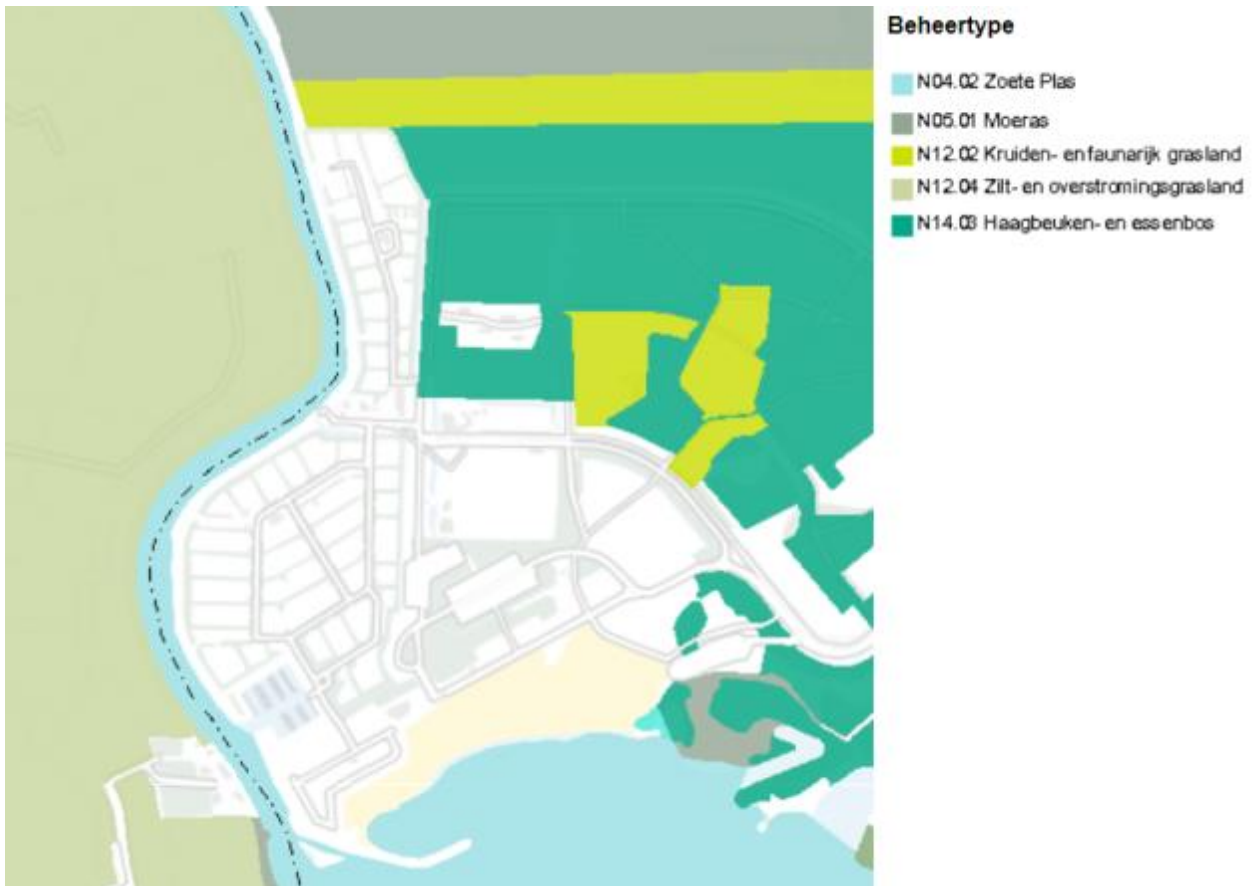 Beheertype
N04.02 Zoete Plas
N05.01 Moeras
N12.02 Kruiden- en faunarijk grasland
N12.04 Zilt- en overstromingsgrasland
N14.03 Haagbeuken- en essenbos